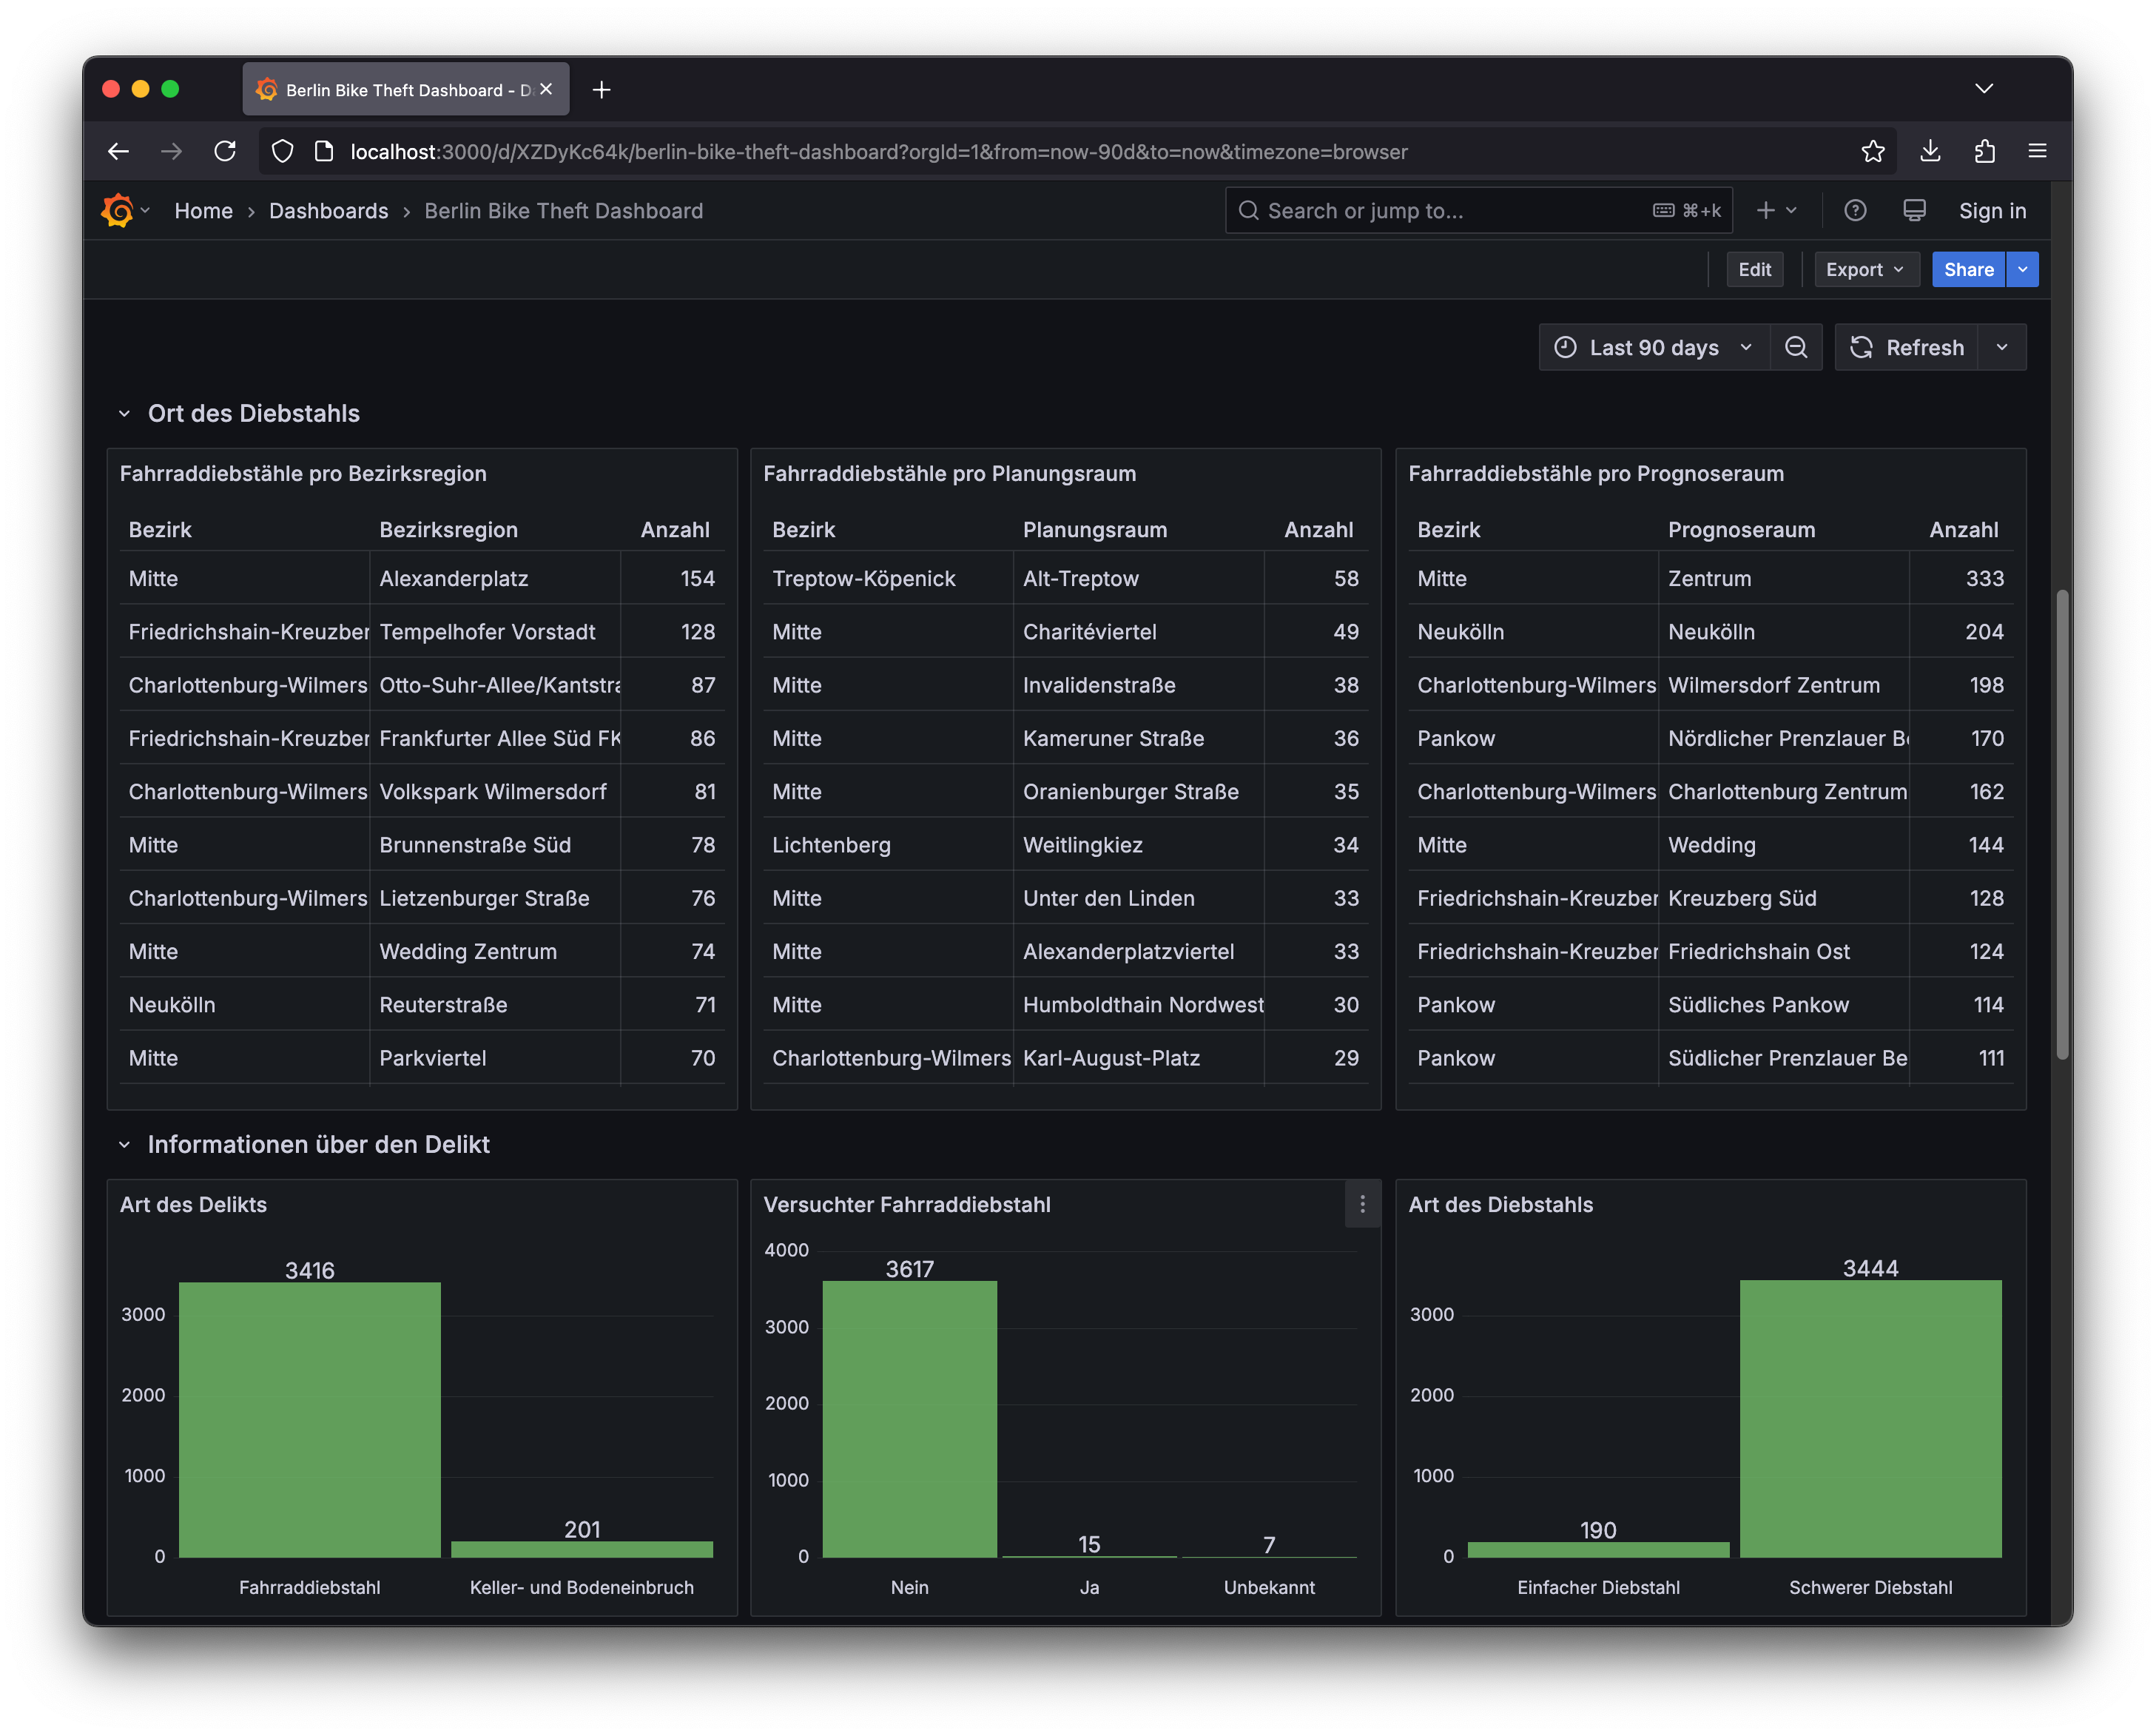 Berlin Bike Theft Dashboard - D
localhost:3000/d/XZDyKc64k/berlin-bike-theft-dashboard?orgId=1&from=now-90d&to=now&timezone=browser
Home › Dashboards › Berlin Bike Theft Dashboard Search or jump to... ⌘+k Sign in
Edit Export Share
Last 90 days Refresh
Ort des Diebstahls
Fahrraddiebstähle pro Bezirksregion
Bezirk Bezirksregion Anzahl
Mitte Alexanderplatz 154
Friedrichshain-Kreuzber Tempelhofer Vorstadt 128
Charlottenburg-Wilmers Otto-Suhr-Allee/Kantstra 87
Friedrichshain-Kreuzber Frankfurter Allee Süd FK 86
Charlottenburg-Wilmers Volkspark Wilmersdorf 81
Mitte Brunnenstraße Süd 78
Charlottenburg-Wilmers Lietzenburger Straße 76
Mitte Wedding Zentrum 74
Neukölln Reuterstraße 71
Mitte Parkviertel 70
Fahrraddiebstähle pro Planungsraum
Bezirk Planungsraum Anzahl
Treptow-Köpenick Alt-Treptow 58
Mitte Charitéviertel 49
Mitte Invalidenstraße 38
Mitte Kameruner Straße 36
Mitte Oranienburger Straße 35
Lichtenberg Weitlingkiez 34
Mitte Unter den Linden 33
Mitte Alexanderplatzviertel 33
Mitte Humboldthain Nordwest 30
Charlottenburg-Wilmers Karl-August-Platz 29
Fahrraddiebstähle pro Prognoseraum
Bezirk Prognoseraum Anzahl
Mitte Zentrum 333
Neukölln Neukölln 204
Charlottenburg-Wilmers Wilmersdorf Zentrum 198
Pankow Nördlicher Prenzlauer Be 170
Charlottenburg-Wilmers Charlottenburg Zentrum 162
Mitte Wedding 144
Friedrichshain-Kreuzber Kreuzberg Süd 128
Friedrichshain-Kreuzber Friedrichshain Ost 124
Pankow Südliches Pankow 114
Pankow Südlicher Prenzlauer Be 111
Informationen über den Delikt
Art des Delikts
3416
3000
2000
1000
201
0
Fahrraddiebstahl Keller- und Bodeneinbruch
Versuchter Fahrraddiebstahl
4000
3617
3000
2000
1000
15 7
0
Nein Ja Unbekannt
Art des Diebstahls
3444
3000
2000
1000
190
0
Einfacher Diebstahl Schwerer Diebstahl